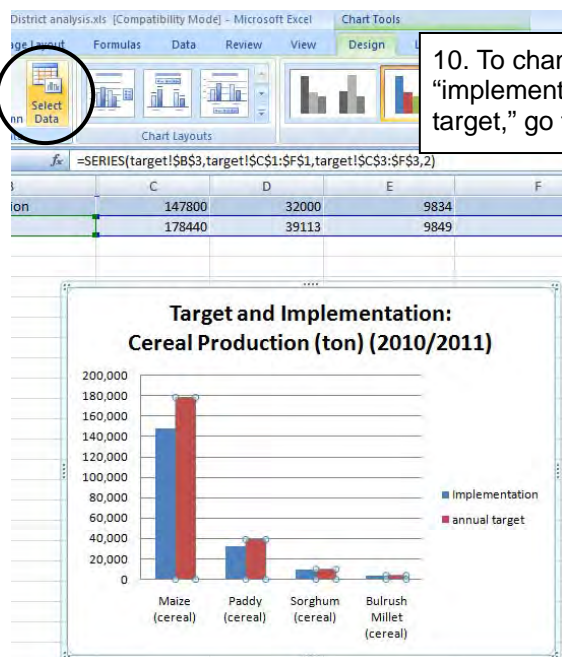 District analysis.xls [Compatibility Mode] - Microsoft Excel
Chart Tools
Formulas Data Review View Design
Select
Data
Chart Layouts
10. To char
"implement
target," go
fx =SERIES(target!$B$3,target!$C$1:$F$1,target!$C$3:$F$3,2)
C D E F
ion 147800 32000 9834
178440 39113 9849
Target and Implementation:
Cereal Production (ton) (2010/2011)
200,000
180,000
160,000
140,000
120,000
100,000
80,000
60,000
40,000
20,000
0
Implementation
annual target
Maize Paddy Sorghum Bulrush
(cereal) (cereal) (cereal) Millet
(cereal)